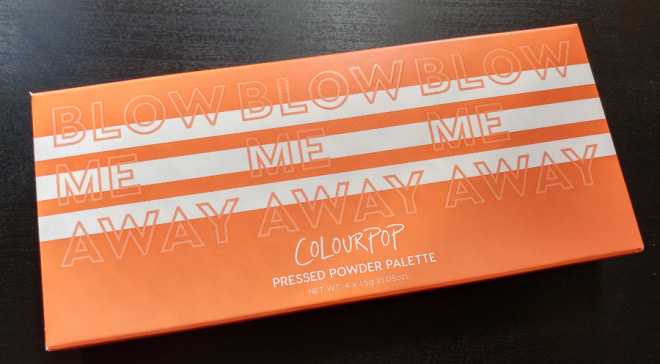 BLOW BLOW BLOW
ME ME ME
AWAY AWAY AWAY
COLOURPOP
PRESSED POWDER PALETTE
NET WT. 4 x 1.5g (0.05oz)